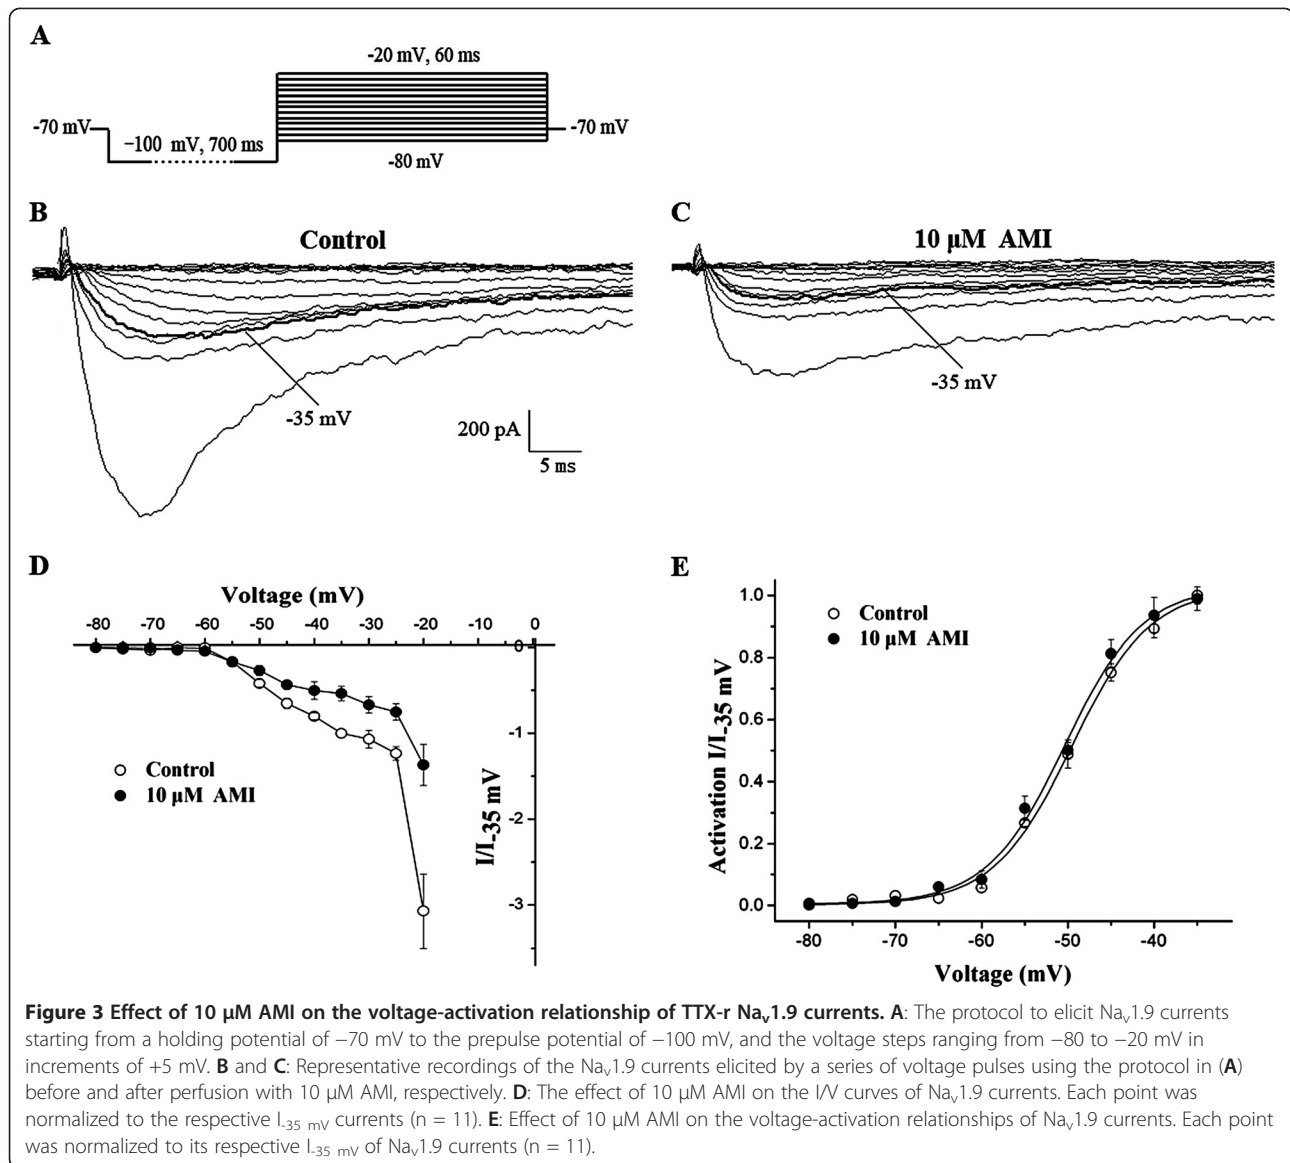 A
-20 mV, 60 ms
-70 mV
−100 mV, 700 ms
-70 mV
-80 mV
B
Control
-35 mV
200 pA
5 ms
C
10 µM AMI
-35 mV
D
Voltage (mV)
-80 -70 -60 -50 -40 -30 -20 0
0
-1
-2
-3
I/I-35 mV
Control
10 µM AMI
E
Control
10 µM AMI
Activation I/I-35 mV
1.0
0.8
0.6
0.4
0.2
0.0
-80 -70 -60 -50 -40
Voltage (mV)
Figure 3 Effect of 10 µM AMI on the voltage-activation relationship of TTX-r Nav1.9 currents. A: The protocol to elicit Nav1.9 currents
starting from a holding potential of −70 mV to the prepulse potential of −100 mV, and the voltage steps ranging from −80 to −20 mV in
increments of +5 mV. B and C: Representative recordings of the Nav1.9 currents elicited by a series of voltage pulses using the protocol in (A)
before and after perfusion with 10 µM AMI, respectively. D: The effect of 10 µM AMI on the I/V curves of Nav1.9 currents. Each point was
normalized to the respective I-35 mV currents (n = 11). E: Effect of 10 µM AMI on the voltage-activation relationships of Nav1.9 currents. Each point
was normalized to its respective I-35 mV of Nav1.9 currents (n = 11).